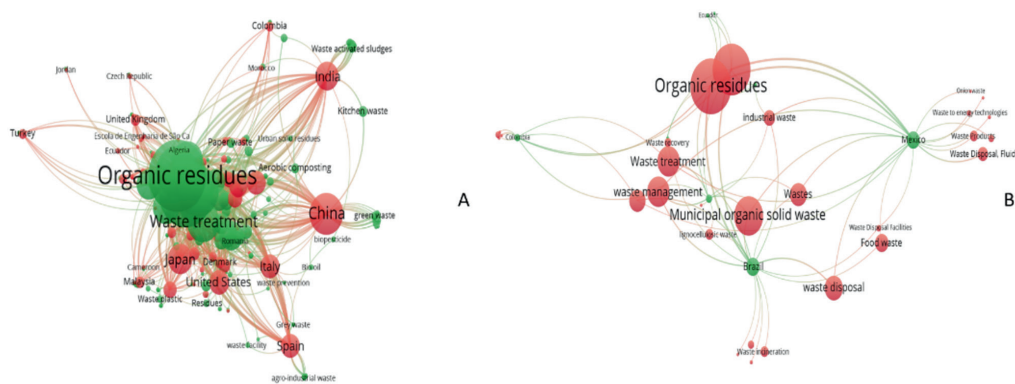 Colombia
Waste activated sludges
Morocco
India
Jordan
Czech Republic
Kitchen waste
United Kingdom
Turkey
Escola de Engenharia de São Ca
Urban solid residues
Paper waste
Algeria
Ecuador
Aerobic composting
Organic residues
China
green waste
Waste treatment
biopesticide
Romania
Japan
Denmark
Italy
Cameroon
Malaysia
United States
waste prevention
Waste plastic
Residues
Grey waste
waste facility
Spain
agro-industrial waste
A
Ecuador
Organic residues
Onion waste
Waste to energy technologies
industrial waste
Colombia
Mexico
Waste Products
Waste recovery
Waste Disposal, Fluid
Waste treatment
waste management
Wastes
B
Municipal organic solid waste
lignocellulosic waste
Waste Disposal Facilities
Food waste
Brazil
waste disposal
Waste incineration